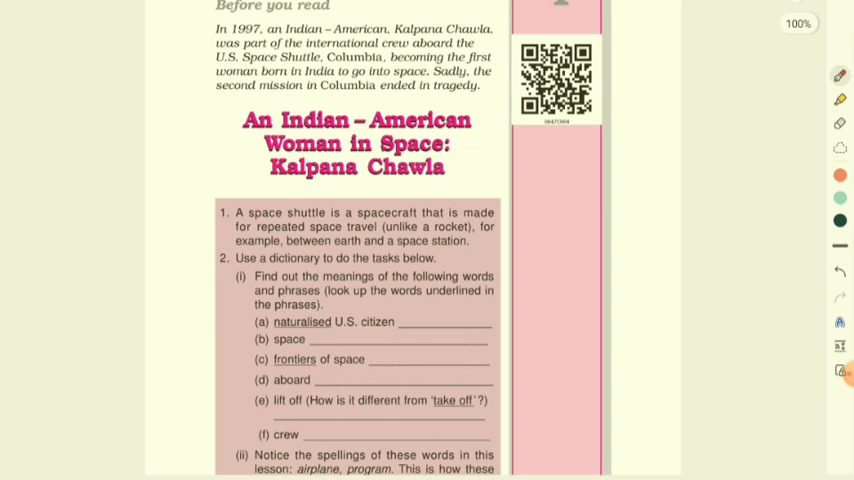 Before you read
100%
In 1997, an Indian – American, Kalpana Chawla,
was part of the international crew aboard the
U.S. Space Shuttle, Columbia, becoming the first
woman born in India to go into space. Sadly, the
second mission in Columbia ended in tragedy.
0647CH04
An Indian – American
Woman in Space:
Kalpana Chawla
1. A space shuttle is a spacecraft that is made
for repeated space travel (unlike a rocket), for
example, between earth and a space station.
2. Use a dictionary to do the tasks below.
(i) Find out the meanings of the following words
and phrases (look up the words underlined in
the phrases).
(a) naturalised U.S. citizen
(b) space
(c) frontiers of space
(d) aboard
(e) lift off (How is it different from ‘take off’?)
(f) crew
(ii) Notice the spellings of these words in this
lesson: airplane, program. This is how these